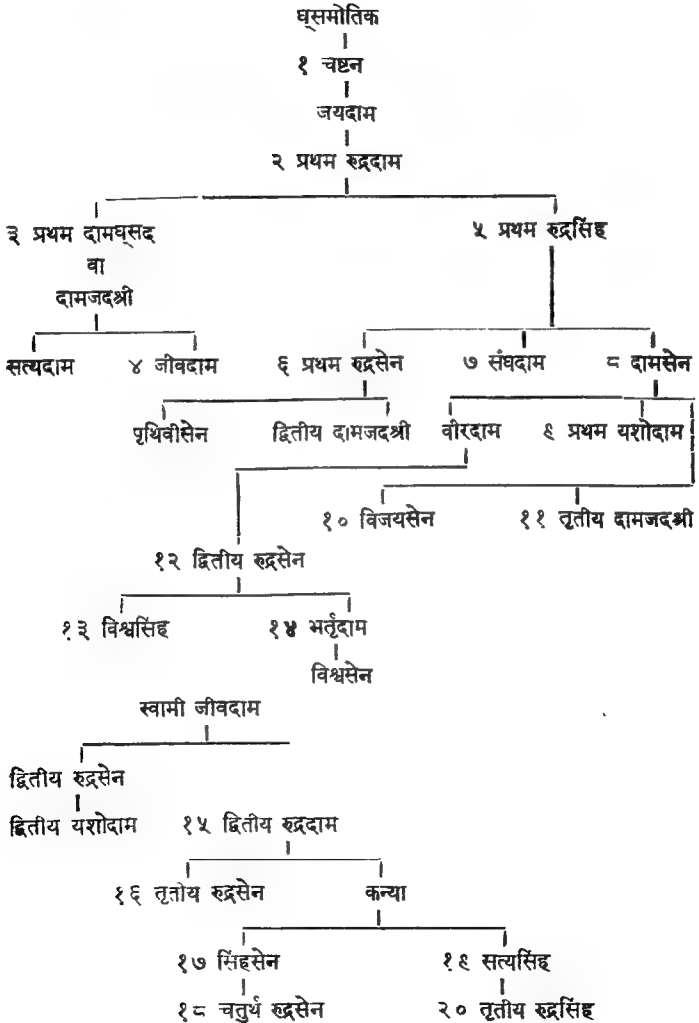 घ्समोतिक
१ चष्टन
जयदाम
२ प्रथम रुद्रदाम
३ प्रथम दामघ्सद ५ प्रथम रुद्रसिंह
वा
दामजदश्री
सत्यदाम ४ जीवदाम ६ प्रथम रुद्रसेन ७ संघदाम ८ दामसेन
पृथिवीसेन द्वितीय दामजदश्री वीरदाम ९ प्रथम यशोदाम
१० विजयसेन ११ तृतीय दामजदश्री
१२ द्वितीय रुद्रसेन
१३ विश्वसिंह १४ भर्तृदाम
विश्वसेन
स्वामी जीवदाम
द्वितीय रुद्रसेन
द्वितीय यशोदाम १५ द्वितीय रुद्रदाम
१६ तृतीय रुद्रसेन कन्या
१७ सिंहसेन १९ सत्यसिंह
१८ चतुर्थ रुद्रसेन २० तृतीय रुद्रसिंह